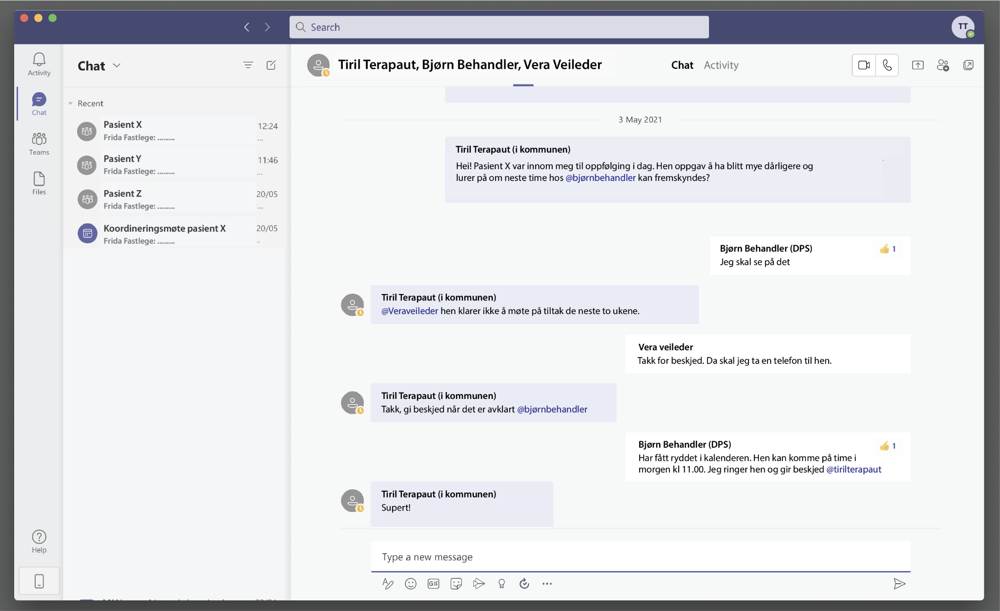 Search
TT
Activity
Chat
Teams
Files
Help
Chat
Recent
Pasient X
12:24
Frida Fastlege: .........
...
Pasient Y
11:46
Frida Fastlege: .........
...
Pasient Z
20/05
Frida Fastlege: .........
...
Koordineringsmøte pasient X
20/05
Frida Fastlege: .........
..
Tiril Terapaut, Bjørn Behandler, Vera Veileder
Chat
Activity
3 May 2021
Tiril Terapaut (i kommunen)
Hei! Pasient X var innom meg til oppfølging i dag. Hen oppgav å ha blitt mye dårligere og
lurer på om neste time hos @bjørnbehandler kan fremskyndes?
Bjørn Behandler (DPS)
1
Jeg skal se på det
Tiril Terapaut (i kommunen)
@Veraveileder hen klarer ikke å møte på tiltak de neste to ukene.
Vera veileder
Takk for beskjed. Da skal jeg ta en telefon til hen.
Tiril Terapaut (i kommunen)
Takk, gi beskjed når det er avklart @bjørnbehandler
Bjørn Behandler (DPS)
1
Har fått ryddet i kalenderen. Hen kan komme på time i
morgen kl 11.00. Jeg ringer hen og gir beskjed @tirilterapaut
Tiril Terapaut (i kommunen)
Supert!
Type a new message
GIF